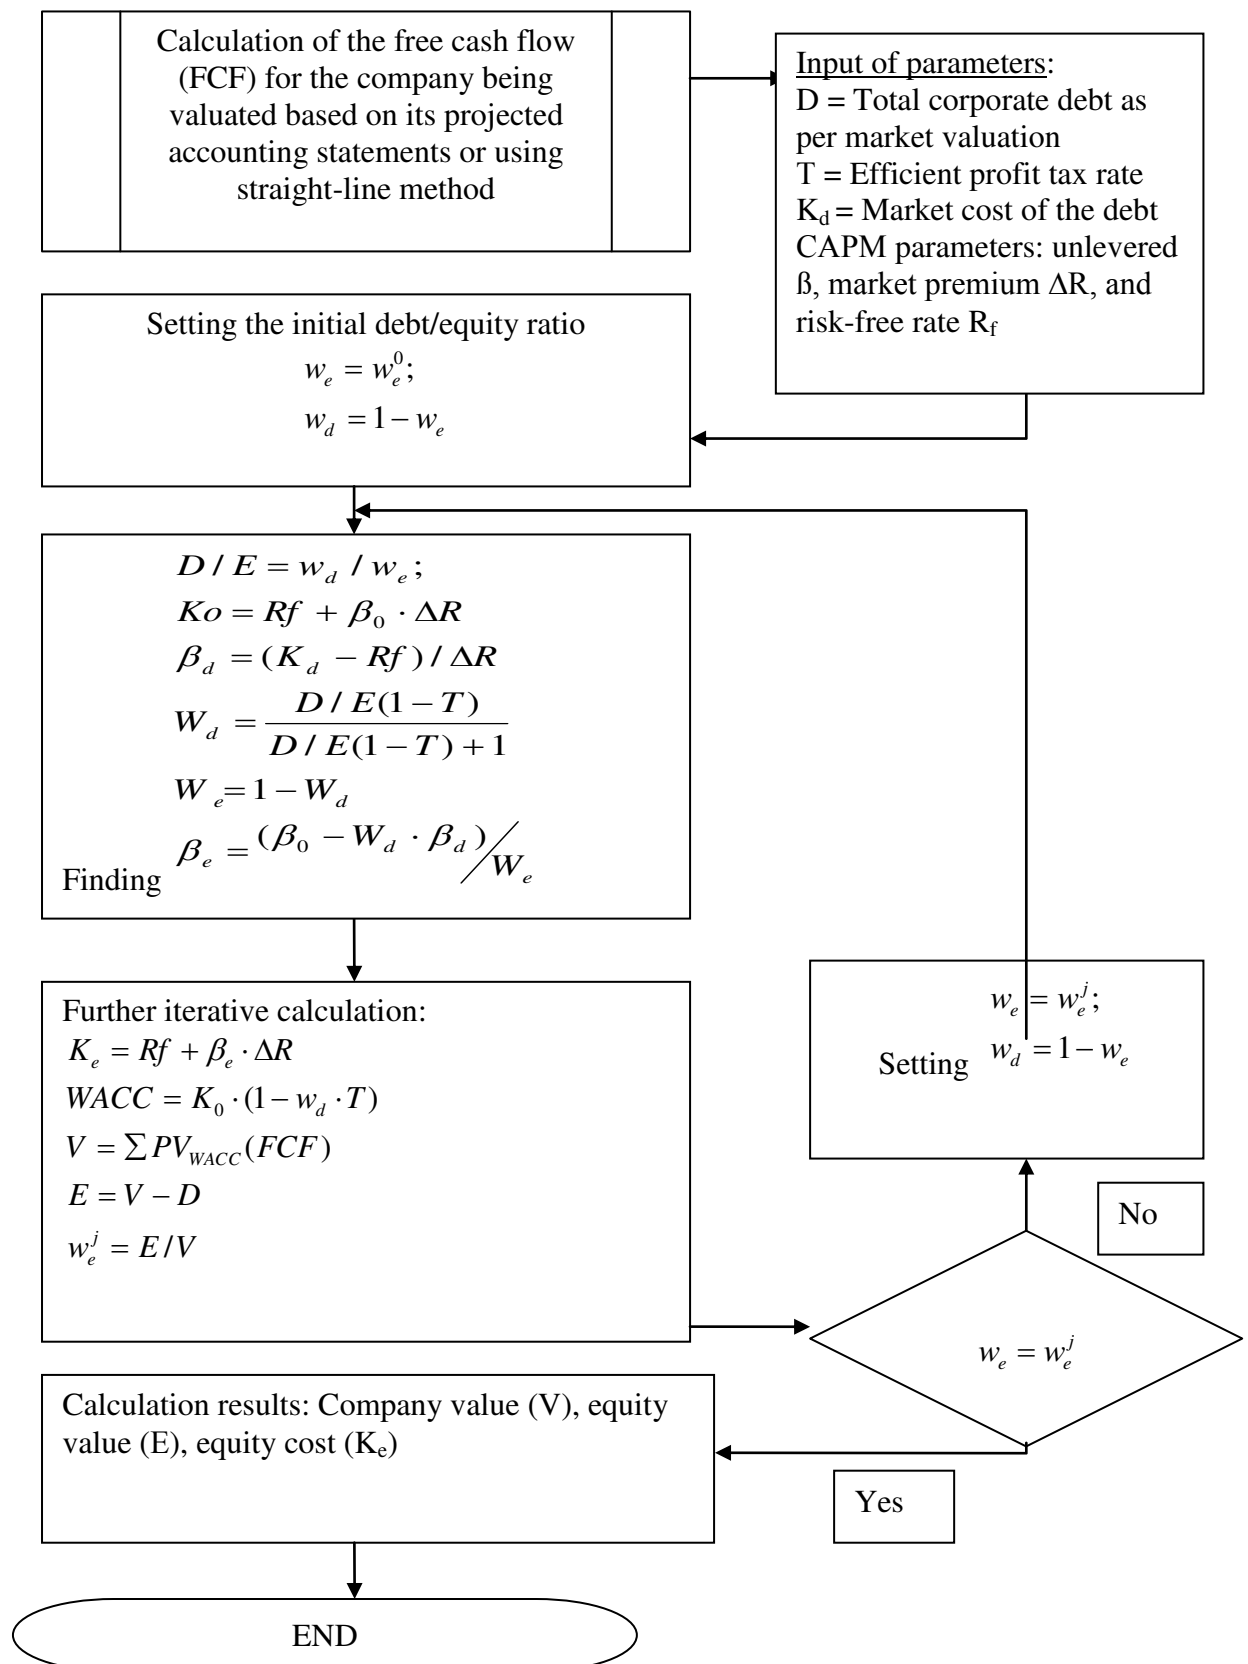 Calculation of the free cash flow
(FCF) for the company being
valuated based on its projected
accounting statements or using
straight-line method
Input of parameters:
D = Total corporate debt as
per market valuation
T = Efficient profit tax rate
K_d = Market cost of the debt
CAPM parameters: unlevered
ß, market premium ΔR, and
risk-free rate R_f
Setting the initial debt/equity ratio
w_e = w_e^0;
w_d = 1 − w_e
D / E = w_d / w_e;
Ko = Rf + β_0 · ΔR
β_d = (K_d − Rf) / ΔR
W_d = D / E(1 − T) / D / E(1 − T) + 1
W_e = 1 − W_d
β_e = (β_0 − W_d · β_d) / W_e
Finding
Further iterative calculation:
K_e = Rf + β_e · ΔR
WACC = K_0 · (1 − w_d · T)
V = ∑ PV_WACC (FCF)
E = V − D
w_e^j = E / V
w_e = w_e^j;
Setting w_d = 1 − w_e
No
w_e = w_e^j
Yes
Calculation results: Company value (V), equity
value (E), equity cost (K_e)
END